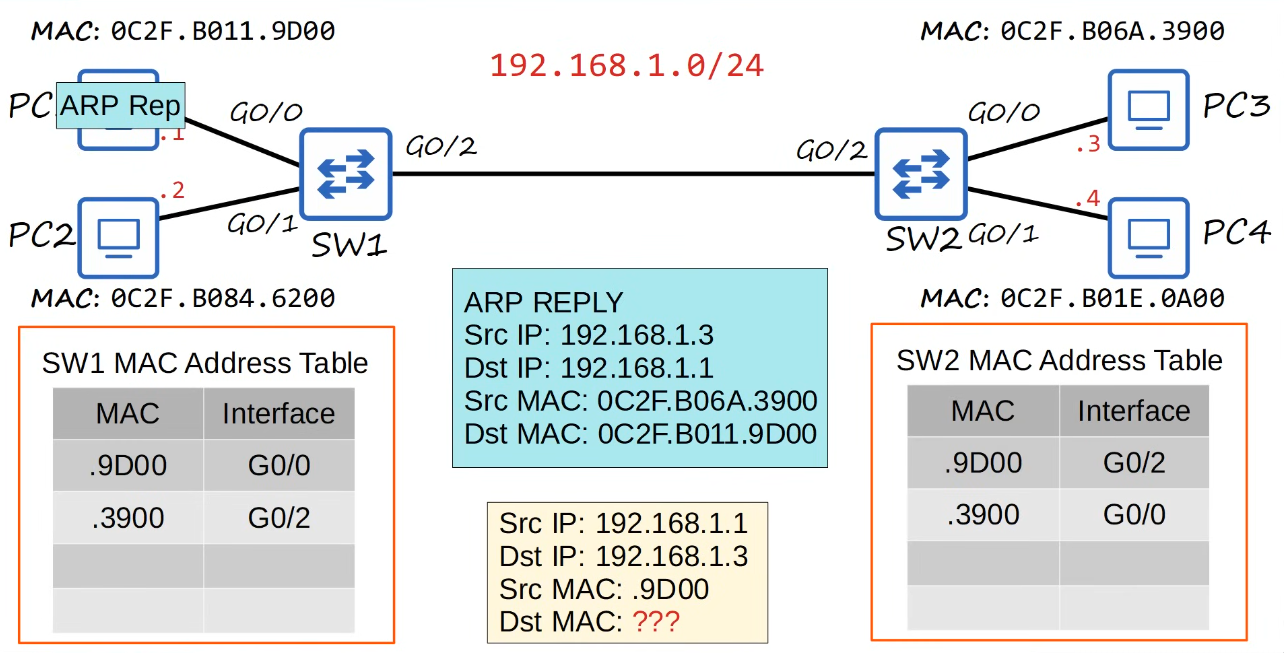 MAC: 0C2F.B011.9D00
MAC: 0C2F.B06A.3900
192.168.1.0/24
PC
ARP Rep
.1
G0/0
G0/2
G0/2
G0/0
.3
PC3
PC2
.2
G0/1
SW1
SW2
G0/1
.4
PC4
MAC: 0C2F.B084.6200
MAC: 0C2F.B01E.0A00
SW1 MAC Address Table
MAC Interface
.9D00 G0/0
.3900 G0/2
ARP REPLY
Src IP: 192.168.1.3
Dst IP: 192.168.1.1
Src MAC: 0C2F.B06A.3900
Dst MAC: 0C2F.B011.9D00
Src IP: 192.168.1.1
Dst IP: 192.168.1.3
Src MAC: .9D00
Dst MAC: ???
SW2 MAC Address Table
MAC Interface
.9D00 G0/2
.3900 G0/0